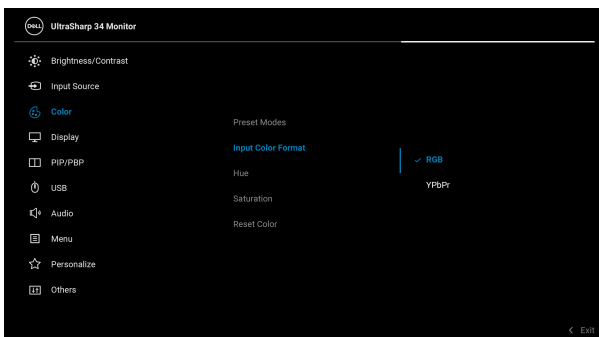 DELL UltraSharp 34 Monitor
Brightness/Contrast
Input Source
Color
Display
PIP/PBP
USB
Audio
Menu
Personalize
Others
Preset Modes
Input Color Format
Hue
Saturation
Reset Color
RGB
YPbPr
Exit